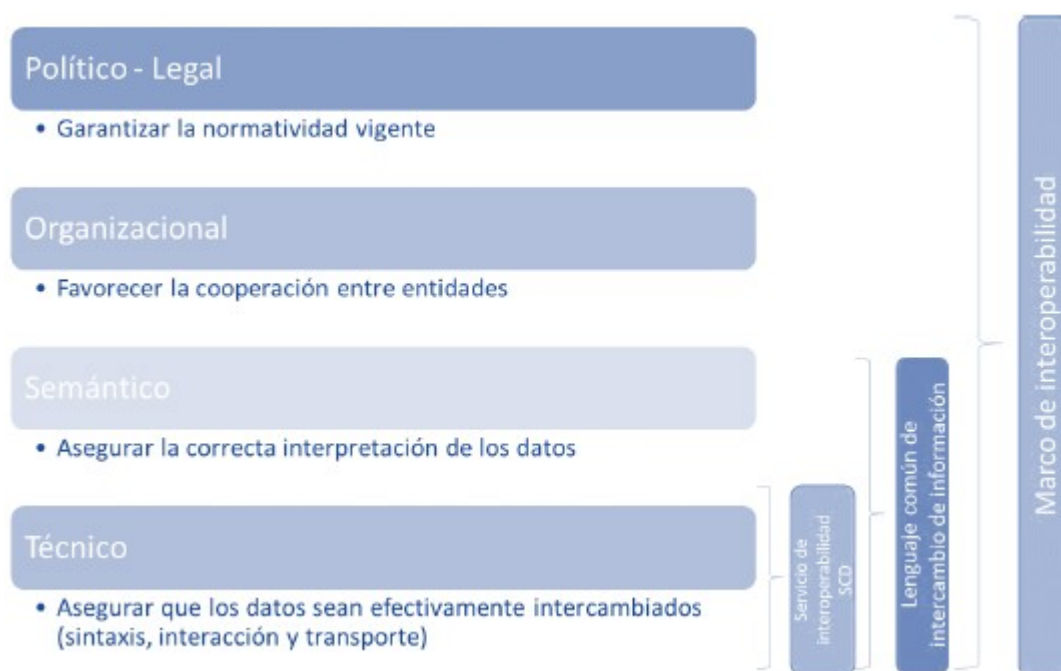 Político - Legal
• Garantizar la normatividad vigente
Organizacional
• Favorecer la cooperación entre entidades
Semántico
• Asegurar la correcta interpretación de los datos
Técnico
• Asegurar que los datos sean efectivamente intercambiados
(sintaxis, interacción y transporte)
Servicio de
interoperabilidad
SCD
Lenguaje común de
intercambio de información
Marco de interoperabilidad